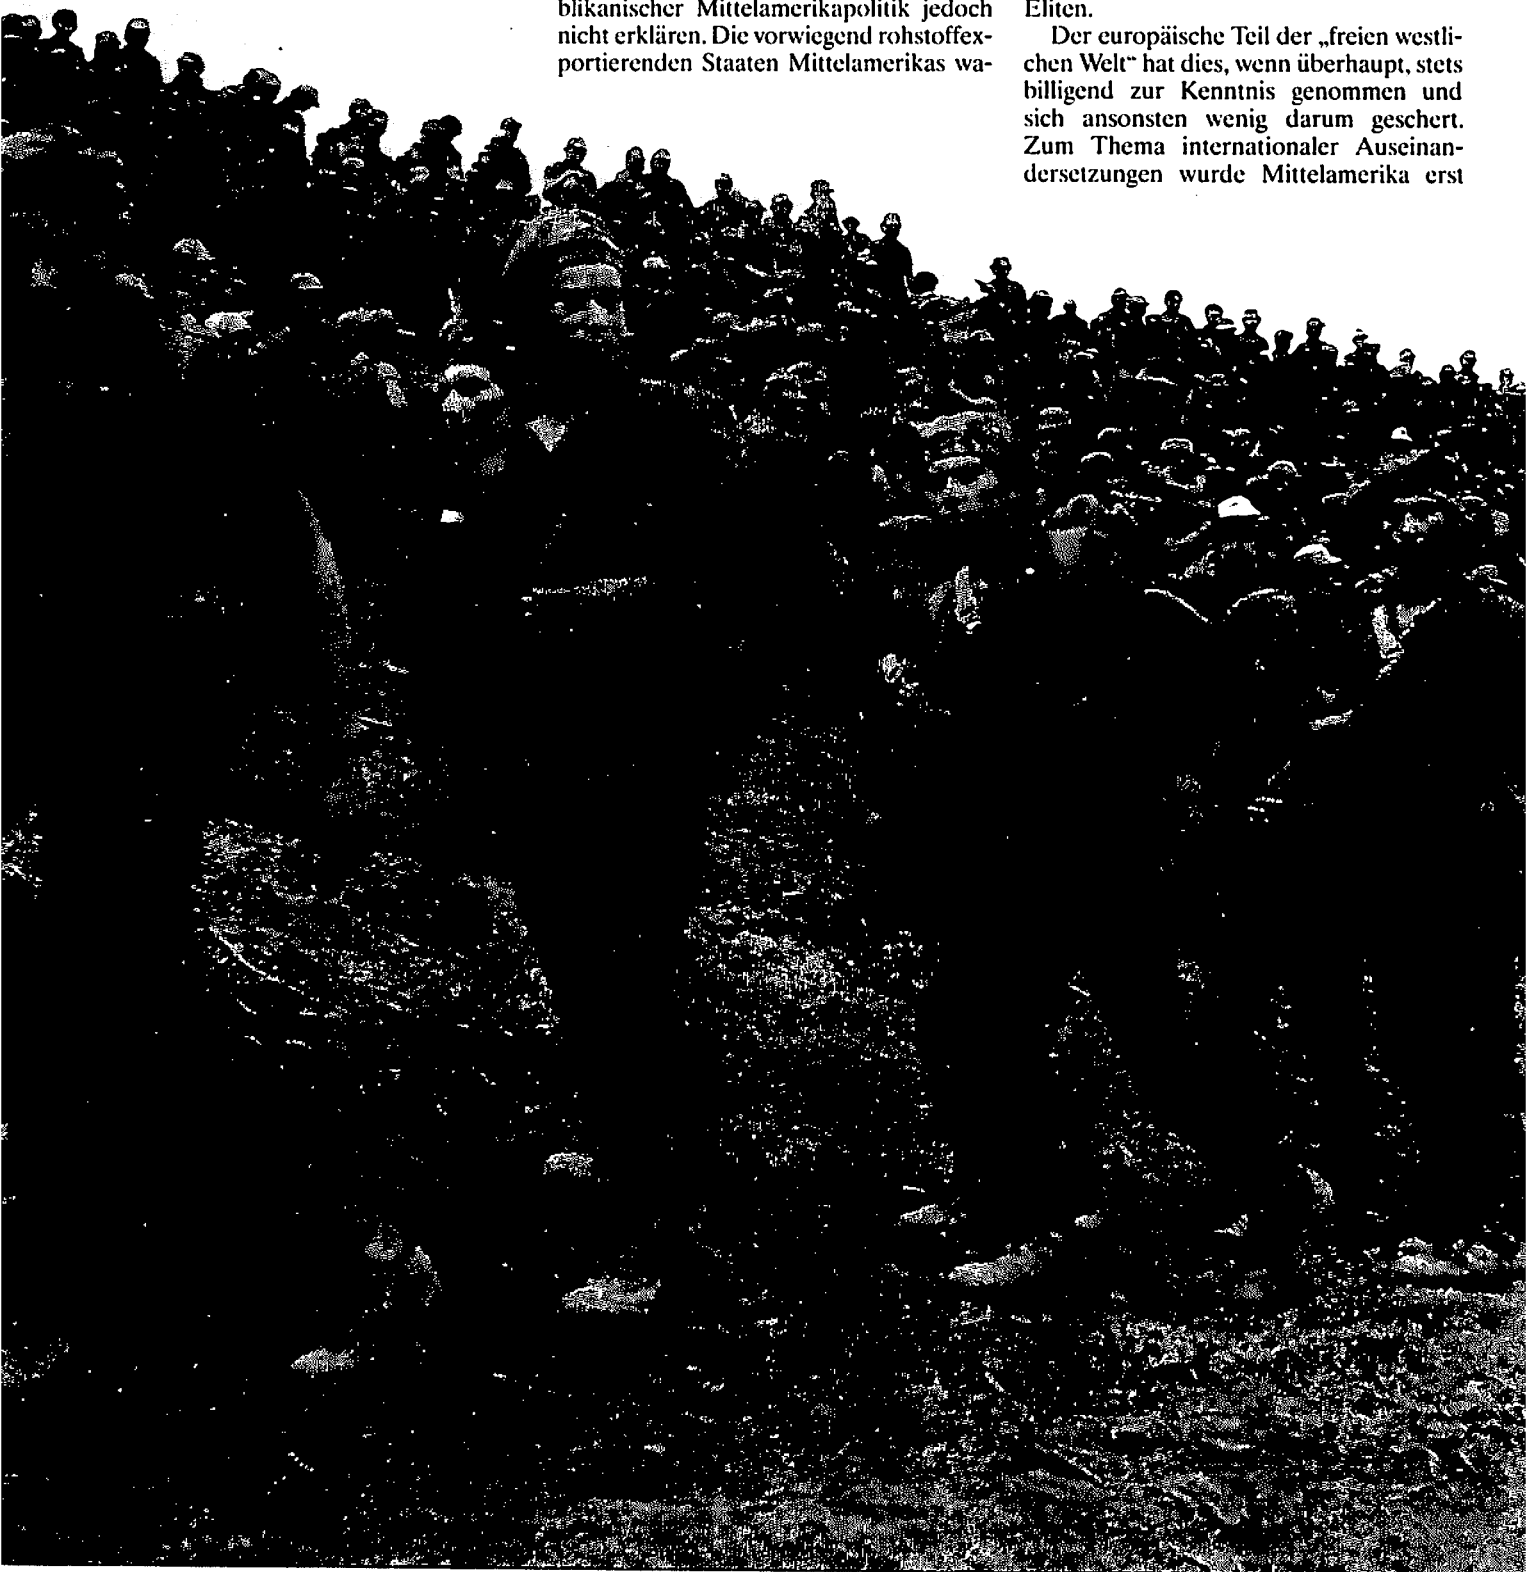 blikanischer Mittelamerikapolitik jedoch
nicht erklären. Die vorwiegend rohstoffex-
portierenden Staaten Mittelamerikas wa-
Eliten.
Der europäische Teil der „freien westli-
chen Welt“ hat dies, wenn überhaupt, stets
billigend zur Kenntnis genommen und
sich ansonsten wenig darum geschert.
Zum Thema internationaler Auseinan-
dersetzungen wurde Mittelamerika erst